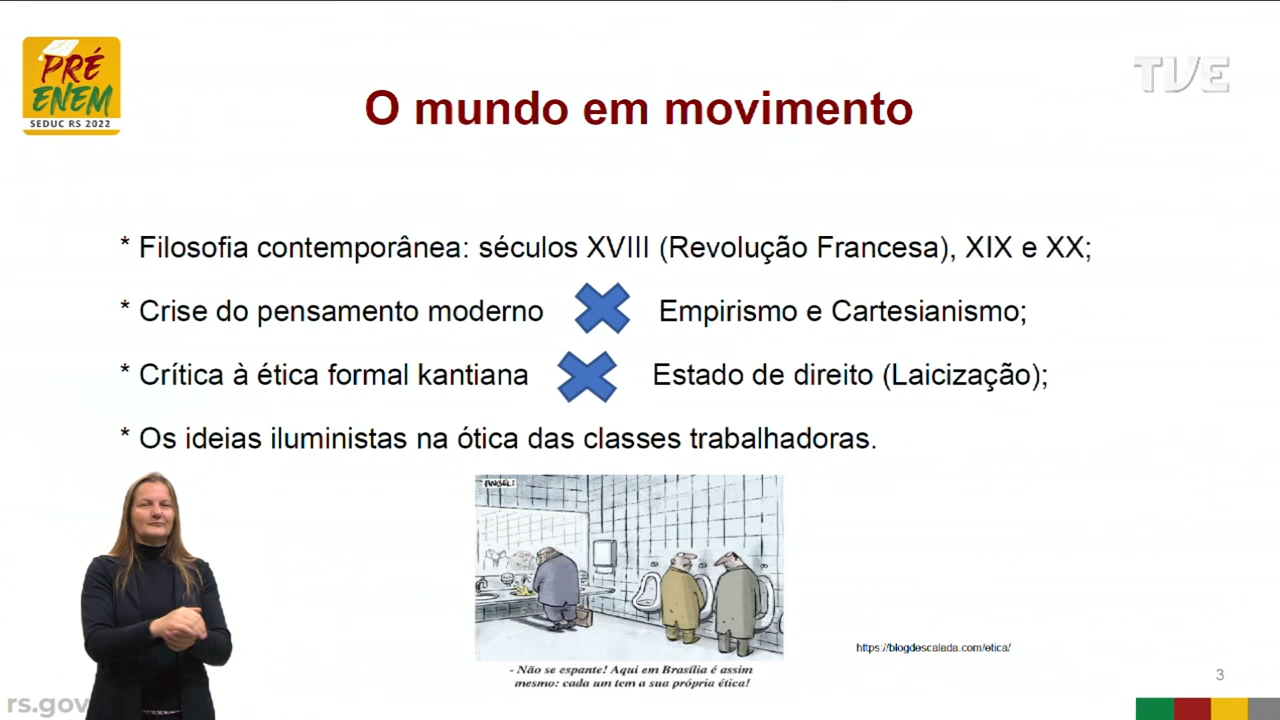 PRÉ
ENEM
SEDUC RS 2022
TVE
O mundo em movimento
* Filosofia contemporânea: séculos XVIII (Revolução Francesa), XIX e XX;
* Crise do pensamento moderno Empirismo e Cartesianismo;
* Crítica à ética formal kantiana Estado de direito (Laicização);
* Os ideias iluministas na ótica das classes trabalhadoras.
ANGELI
- Não se espante! Aqui em Brasília é assim
mesmo: cada um tem a sua própria ética!
https://blogdescalada.com/etica/
3
rs.gov